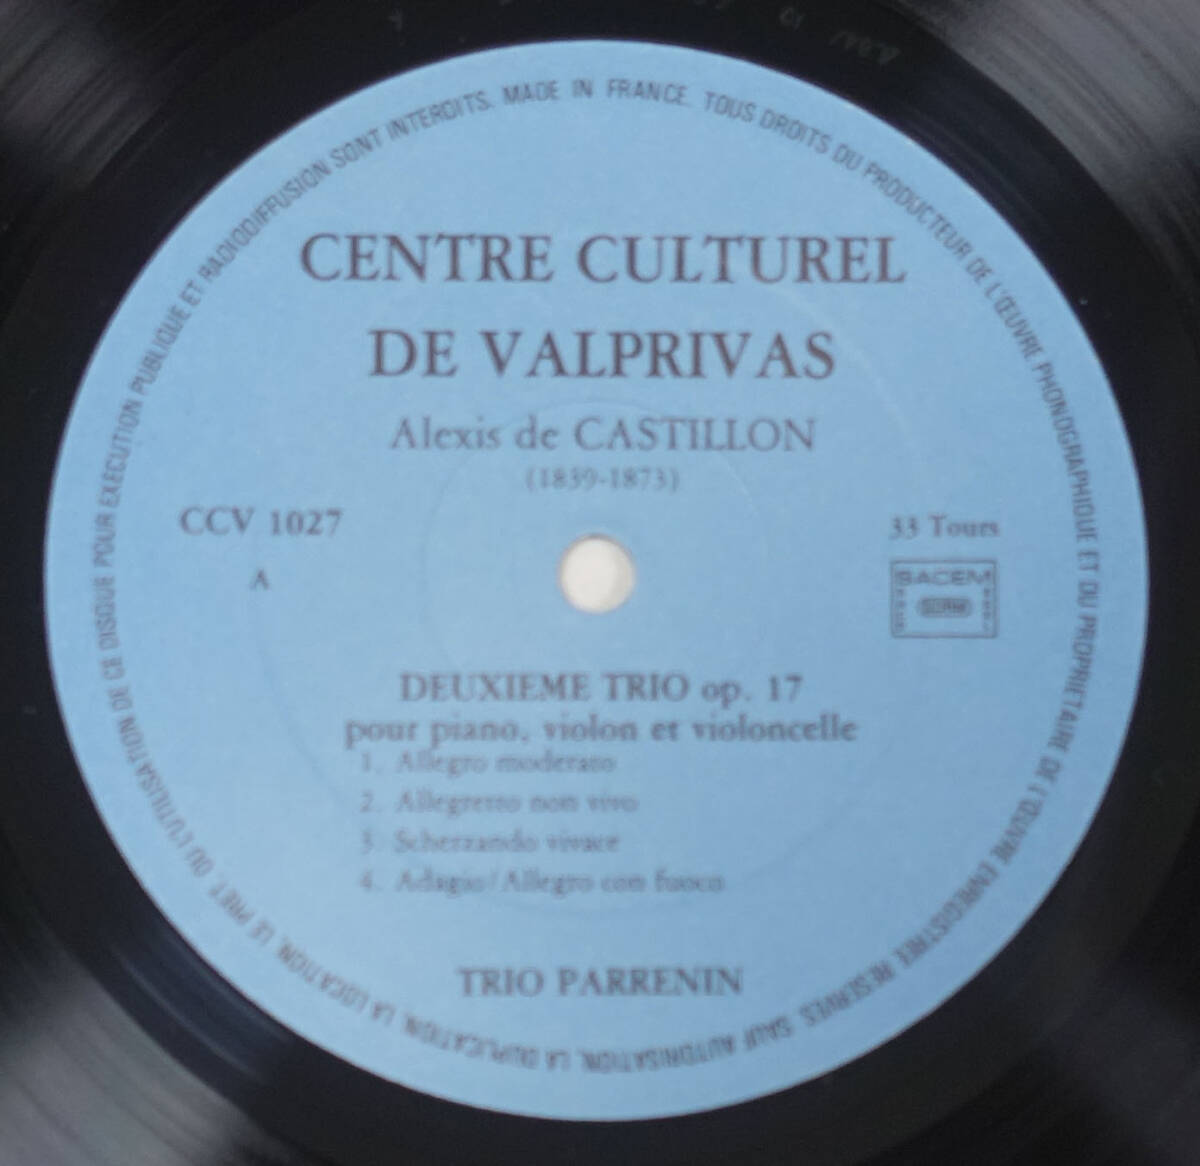 CENTRE CULTUREL
DE VALPRIVAS
Alexis de CASTILLON
(1839-1873)
CCV 1027
33 Tours
A
SACEM
SDRM
DEUXIEME TRIO op. 17
pour piano, violon et violoncelle
1. Allegro moderato
2. Allegretto non vivo
3. Scherzando vivace
4. Adagio/Allegro con fuoco
TRIO PARRENIN
MADE IN FRANCE. TOUS DROITS DU PRODUCTEUR DE L'ŒUVRE PHONOGRAPHIQUE ET DU PROPRIETAIRE DE L'ŒUVRE ENREGISTREE RESERVES. SAUF AUTORISATION, LA DUPLICATION, LA LOCATION, LE PRET, OU L'UTILISATION DE CE DISQUE POUR EXECUTION PUBLIQUE ET RADIODIFFUSION SONT INTERDITS.